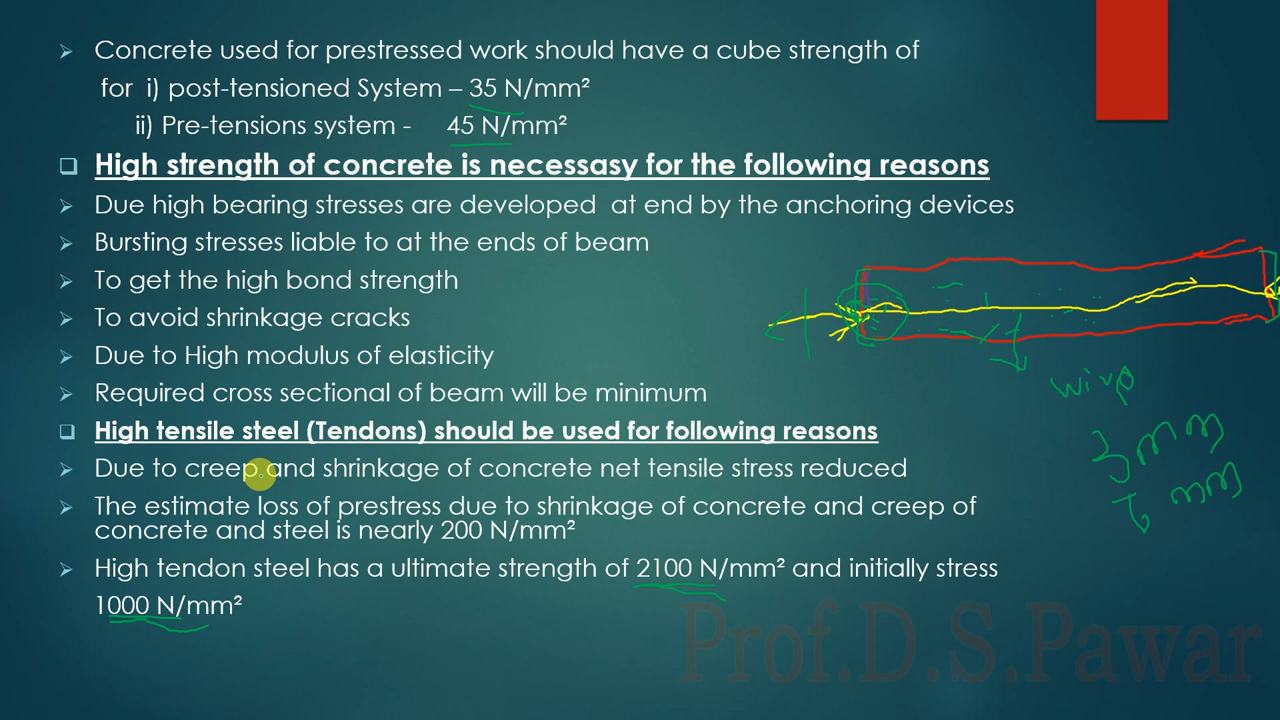 Concrete used for prestressed work should have a cube strength of
for i) post-tensioned System – 35 N/mm²
ii) Pre-tensions system - 45 N/mm²
High strength of concrete is necessasy for the following reasons
Due high bearing stresses are developed at end by the anchoring devices
Bursting stresses liable to at the ends of beam
To get the high bond strength
To avoid shrinkage cracks
Due to High modulus of elasticity
Required cross sectional of beam will be minimum
High tensile steel (Tendons) should be used for following reasons
Due to creep and shrinkage of concrete net tensile stress reduced
The estimate loss of prestress due to shrinkage of concrete and creep of
concrete and steel is nearly 200 N/mm²
High tendon steel has a ultimate strength of 2100 N/mm² and initially stress
1000 N/mm²
wire
3 mm
mm
Prof.D.S.Pawar